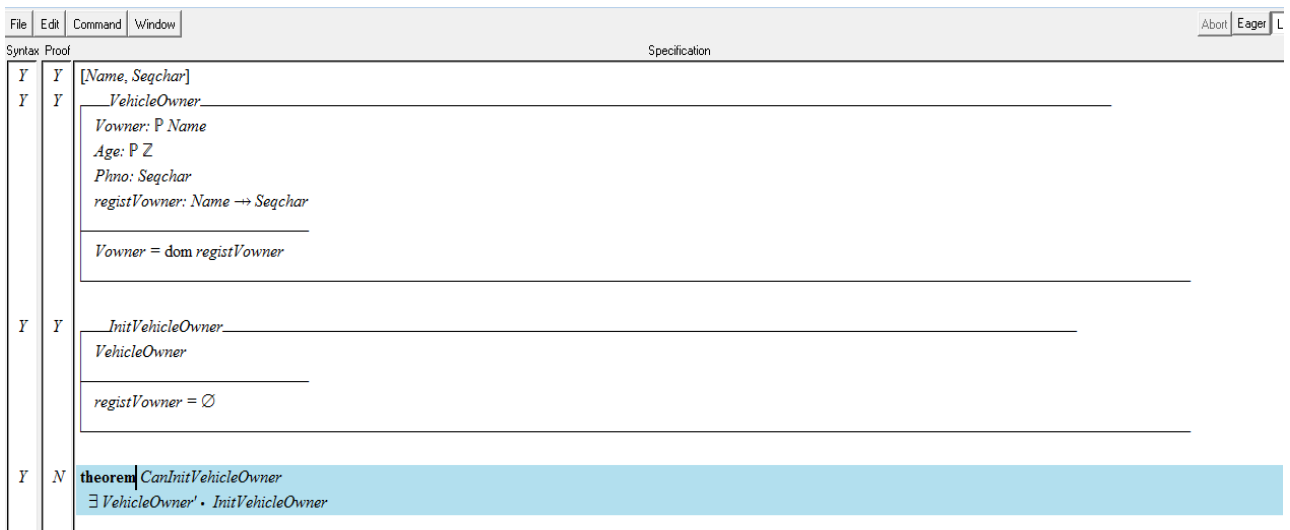 File Edit Command Window Abort Eager L
Syntax Proof Specification
Y Y [Name, Seqchar]
Y Y VehicleOwner
Vowner: ℙ Name
Age: ℙ ℤ
Phno: Seqchar
registVowner: Name ⇸ Seqchar
Vowner = dom registVowner
Y Y InitVehicleOwner
VehicleOwner
registVowner = ∅
Y N theorem CanInitVehicleOwner
∃ VehicleOwner' • InitVehicleOwner